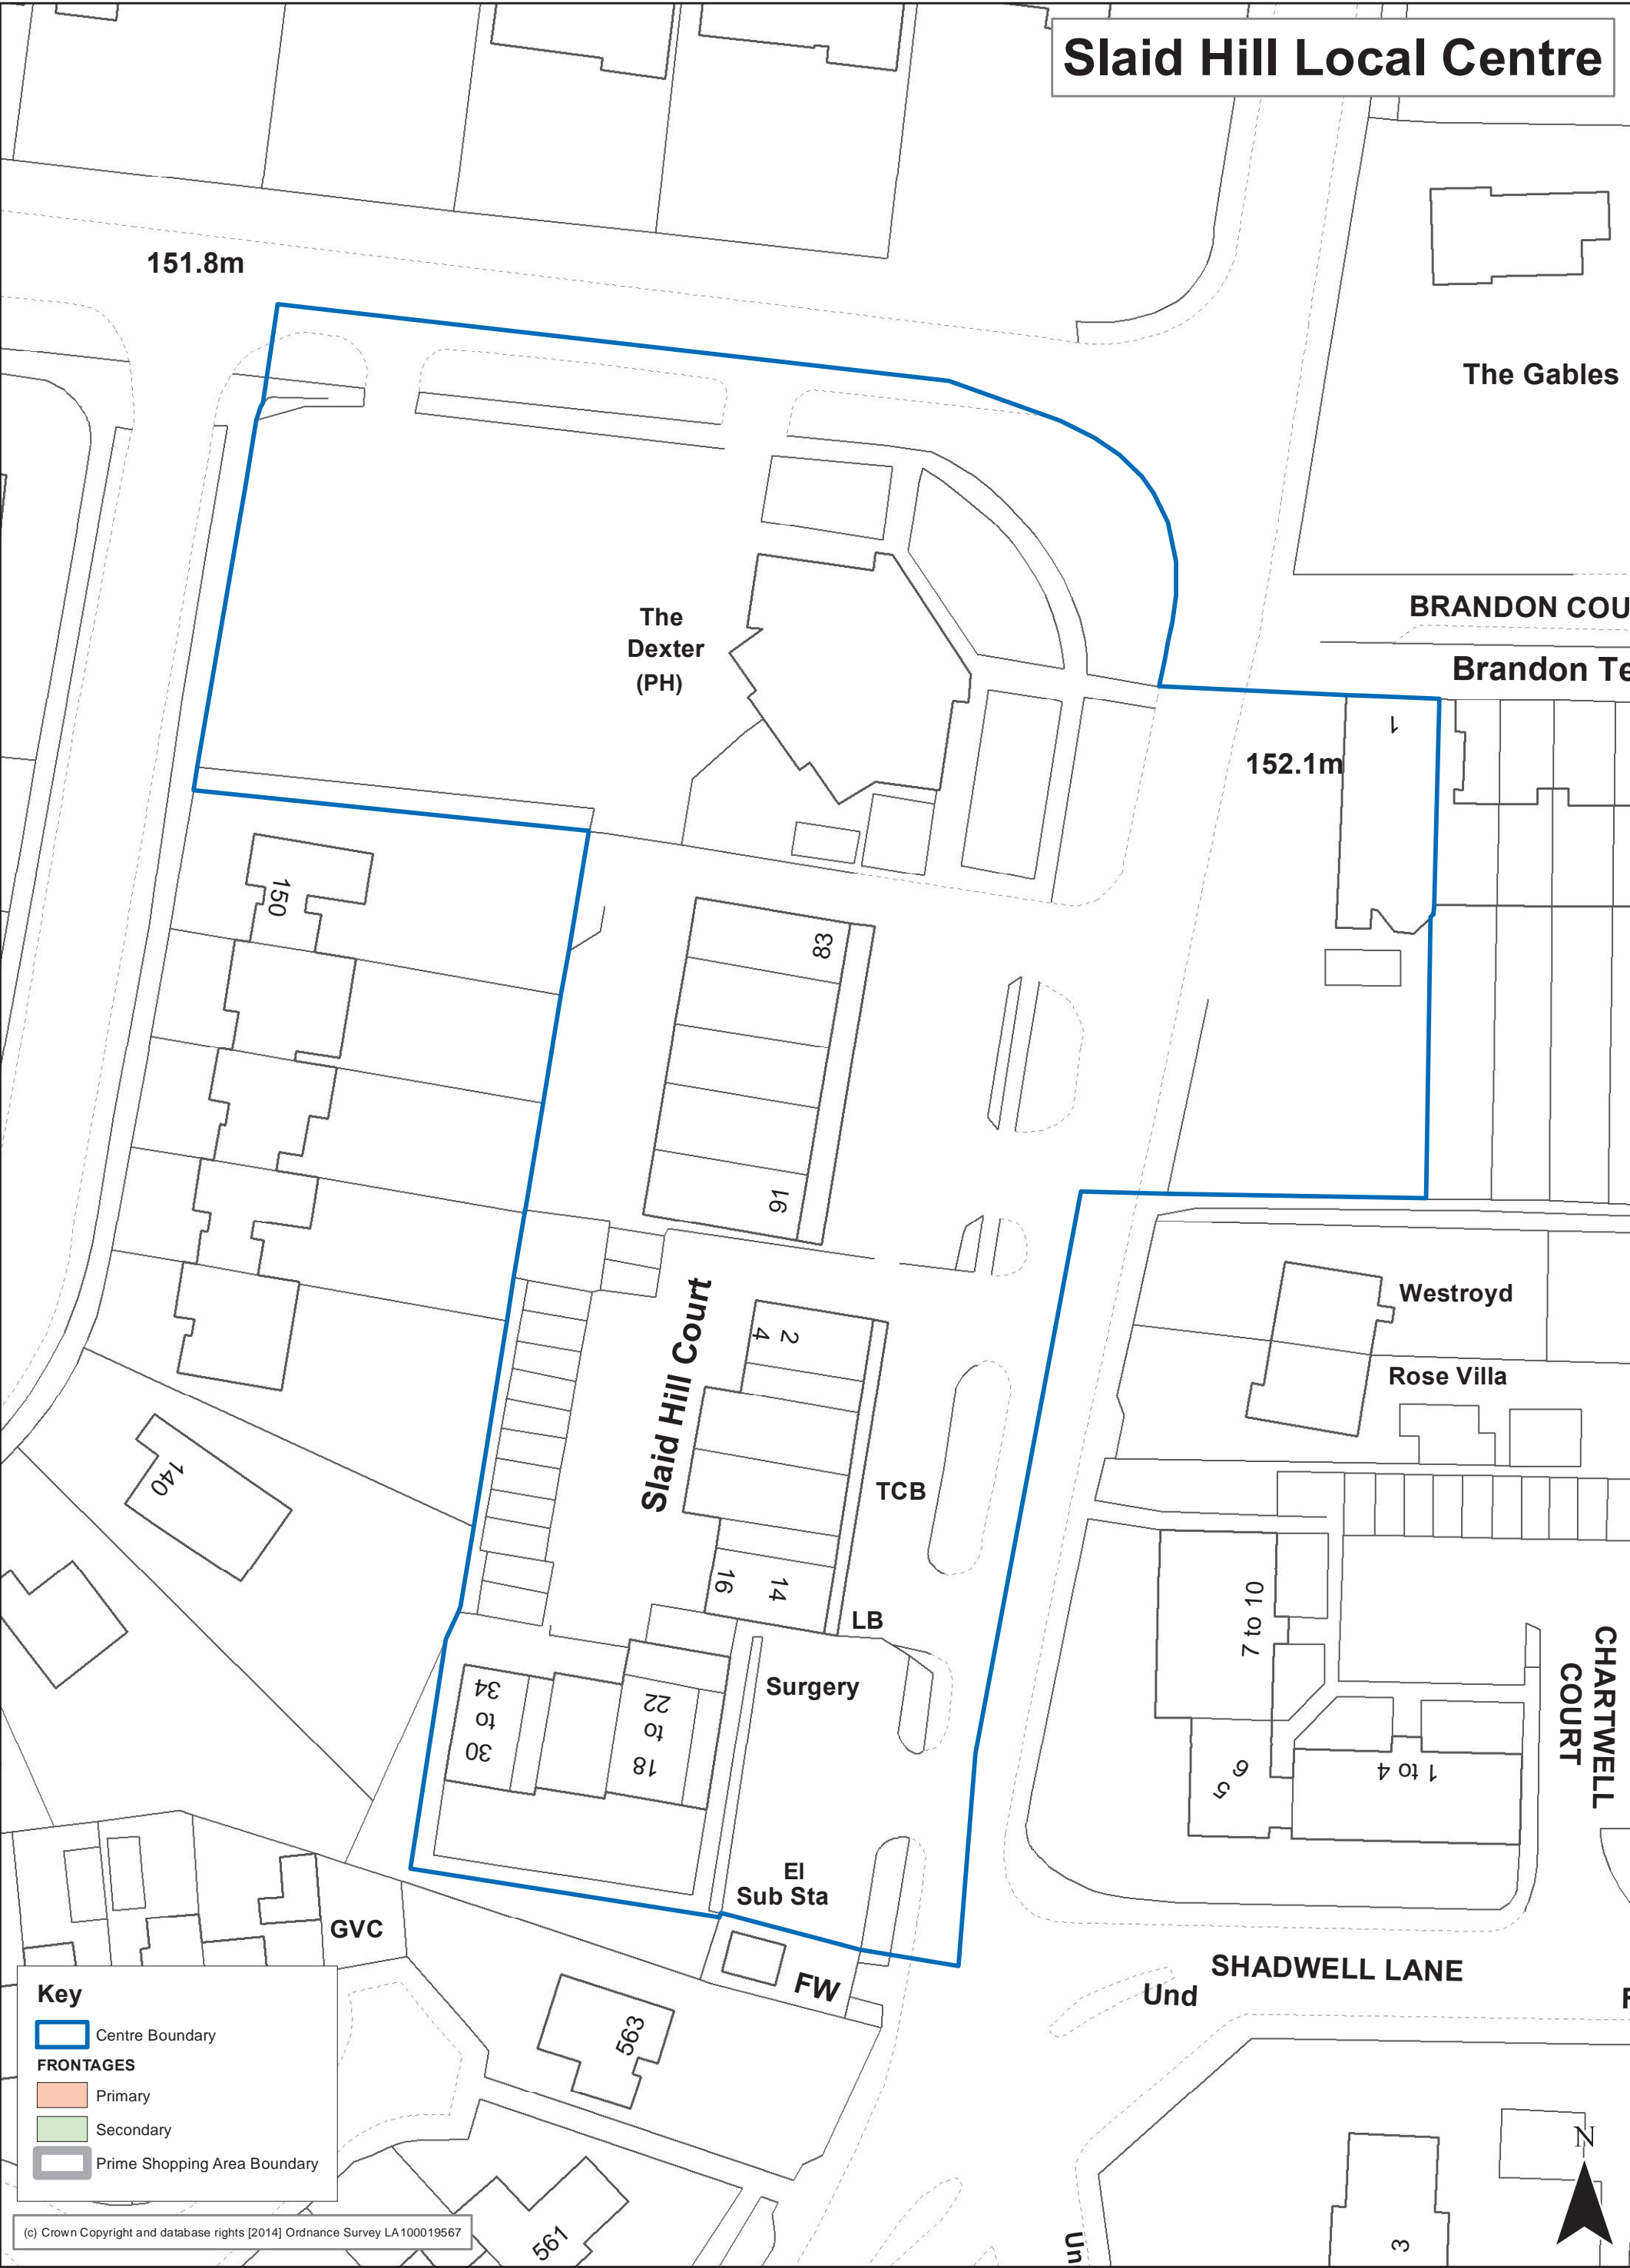 Slaid Hill Local Centre
151.8m
The Gables
BRANDON COU
The
Dexter
(PH)
Brandon Te
1
152.1m
150
83
91
Westroyd
Rose Villa
Slaid Hill Court
2
4
TCB
140
16
14
LB
7 to 10
Surgery
34
to
30
22
to
18
6
5
1 to 4
CHARTWELL
COURT
El
Sub Sta
GVC
FW
SHADWELL LANE
Und
563
Key
Centre Boundary
FRONTAGES
Primary
Secondary
Prime Shopping Area Boundary
N
(c) Crown Copyright and database rights [2014] Ordnance Survey LA100019567
561
Un
3